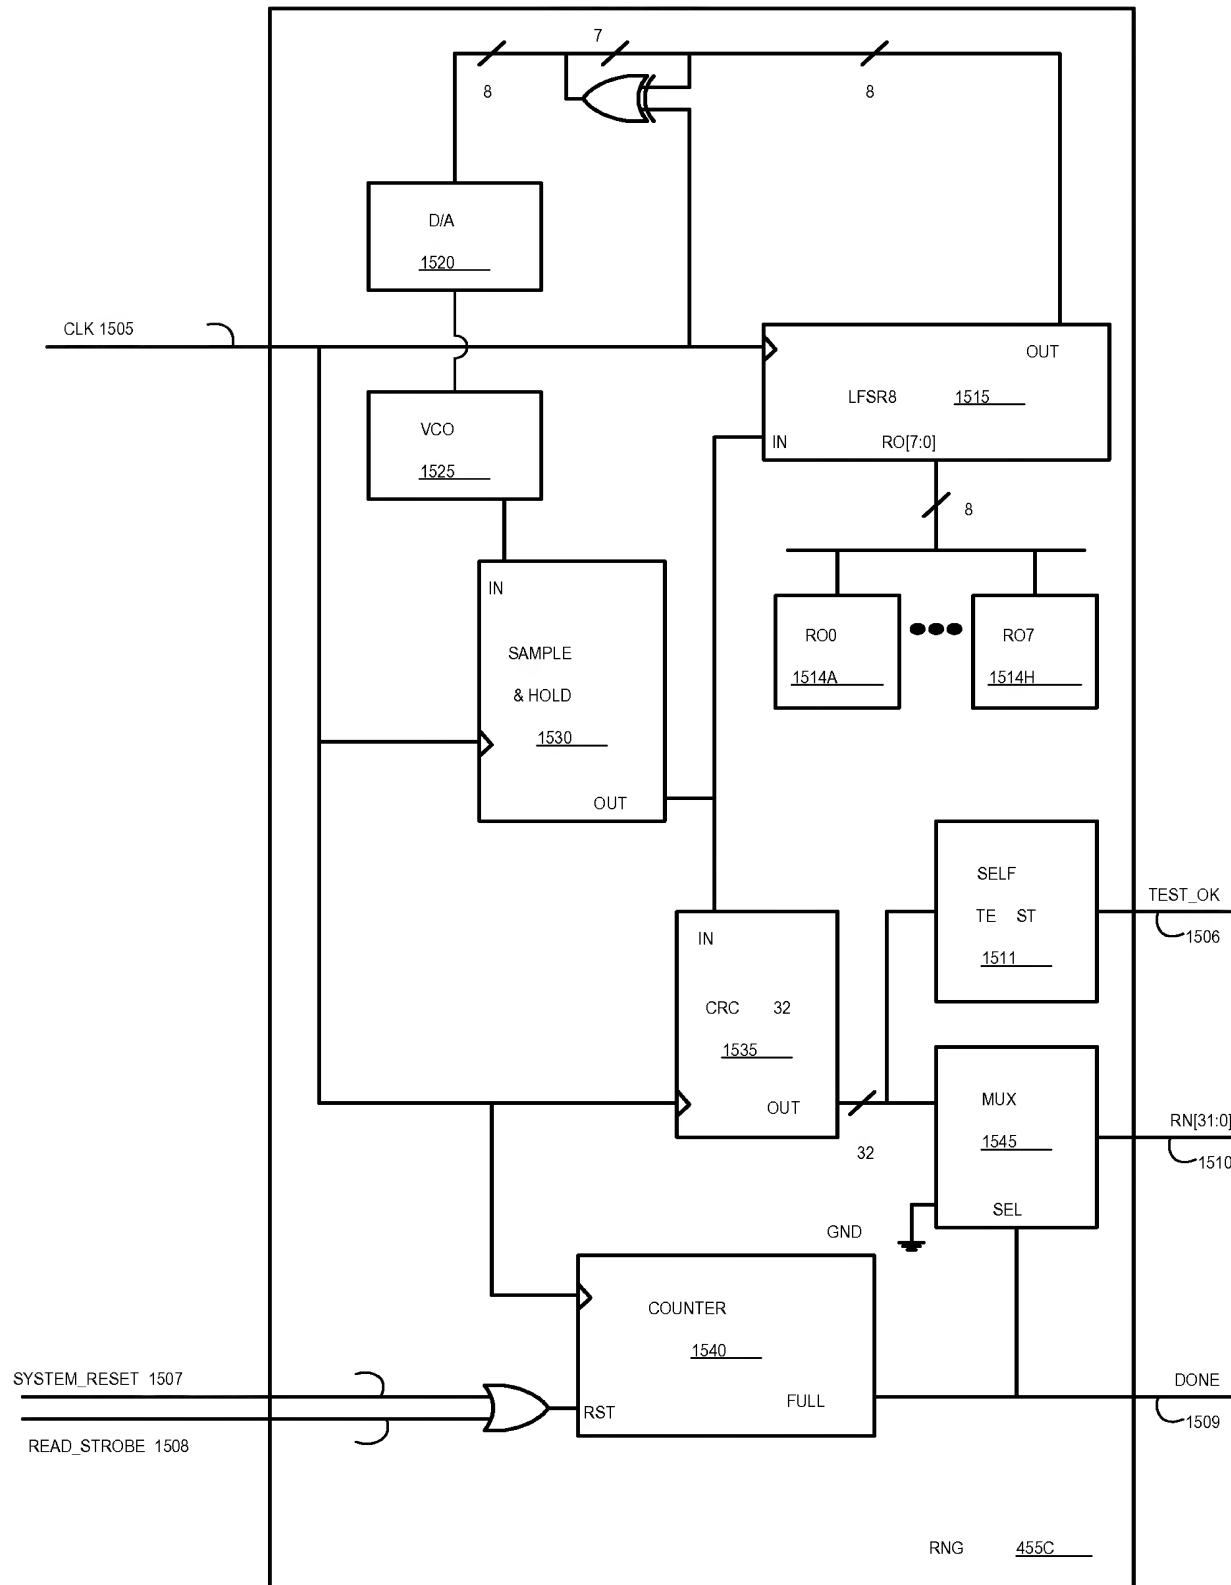 7
8
8
D/A
1520
CLK 1505
OUT
LFSR8 1515
IN RO[7:0]
VCO
1525
8
IN
SAMPLE
& HOLD
1530
OUT
RO0
1514A
RO7
1514H
SELF
TE ST
1511
TEST_OK
1506
IN
CRC 32
1535
OUT
32
MUX
1545
SEL
RN[31:0]
1510
GND
COUNTER
1540
RST
FULL
SYSTEM_RESET 1507
READ_STROBE 1508
DONE
1509
RNG 455C